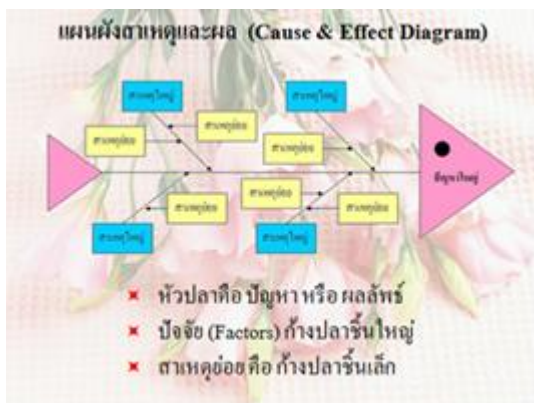 แผนผังสาเหตุและผล (Cause & Effect Diagram)
สาเหตุใหญ่
สาเหตุใหญ่
สาเหตุย่อย
สาเหตุย่อย
สาเหตุย่อย
สาเหตุย่อย
ปัญหาใหญ่
สาเหตุย่อย
สาเหตุย่อย
สาเหตุย่อย
สาเหตุใหญ่
สาเหตุใหญ่
หัวปลาคือ ปัญหา หรือ ผลลัพธ์
ปัจจัย (Factors) ก้างปลาชิ้นใหญ่
สาเหตุย่อย คือ ก้างปลาชิ้นเล็ก